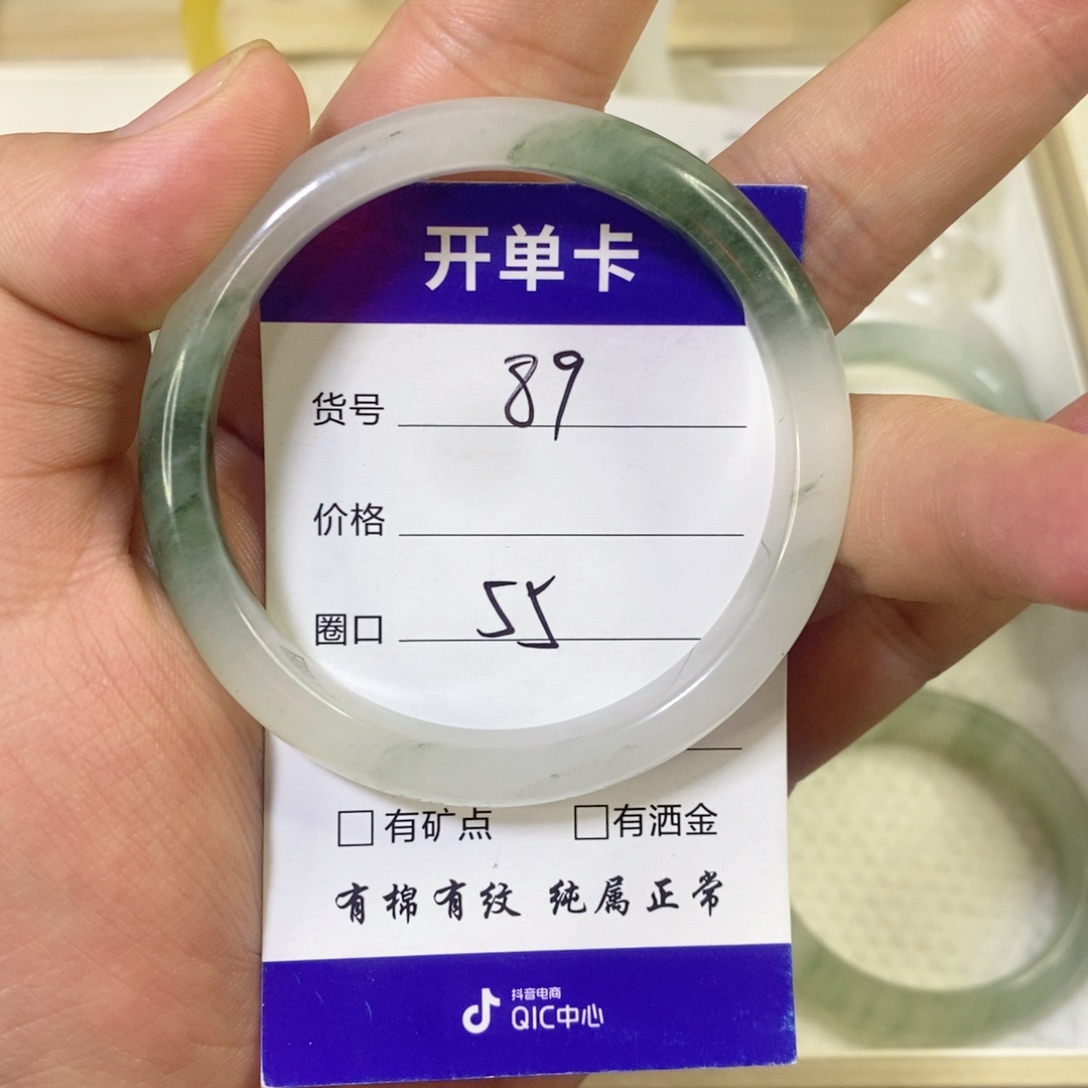 开单卡
货号 89
价格
圈口 55
有矿点 有洒金
有棉有纹 纯属正常
抖音电商
QIC中心